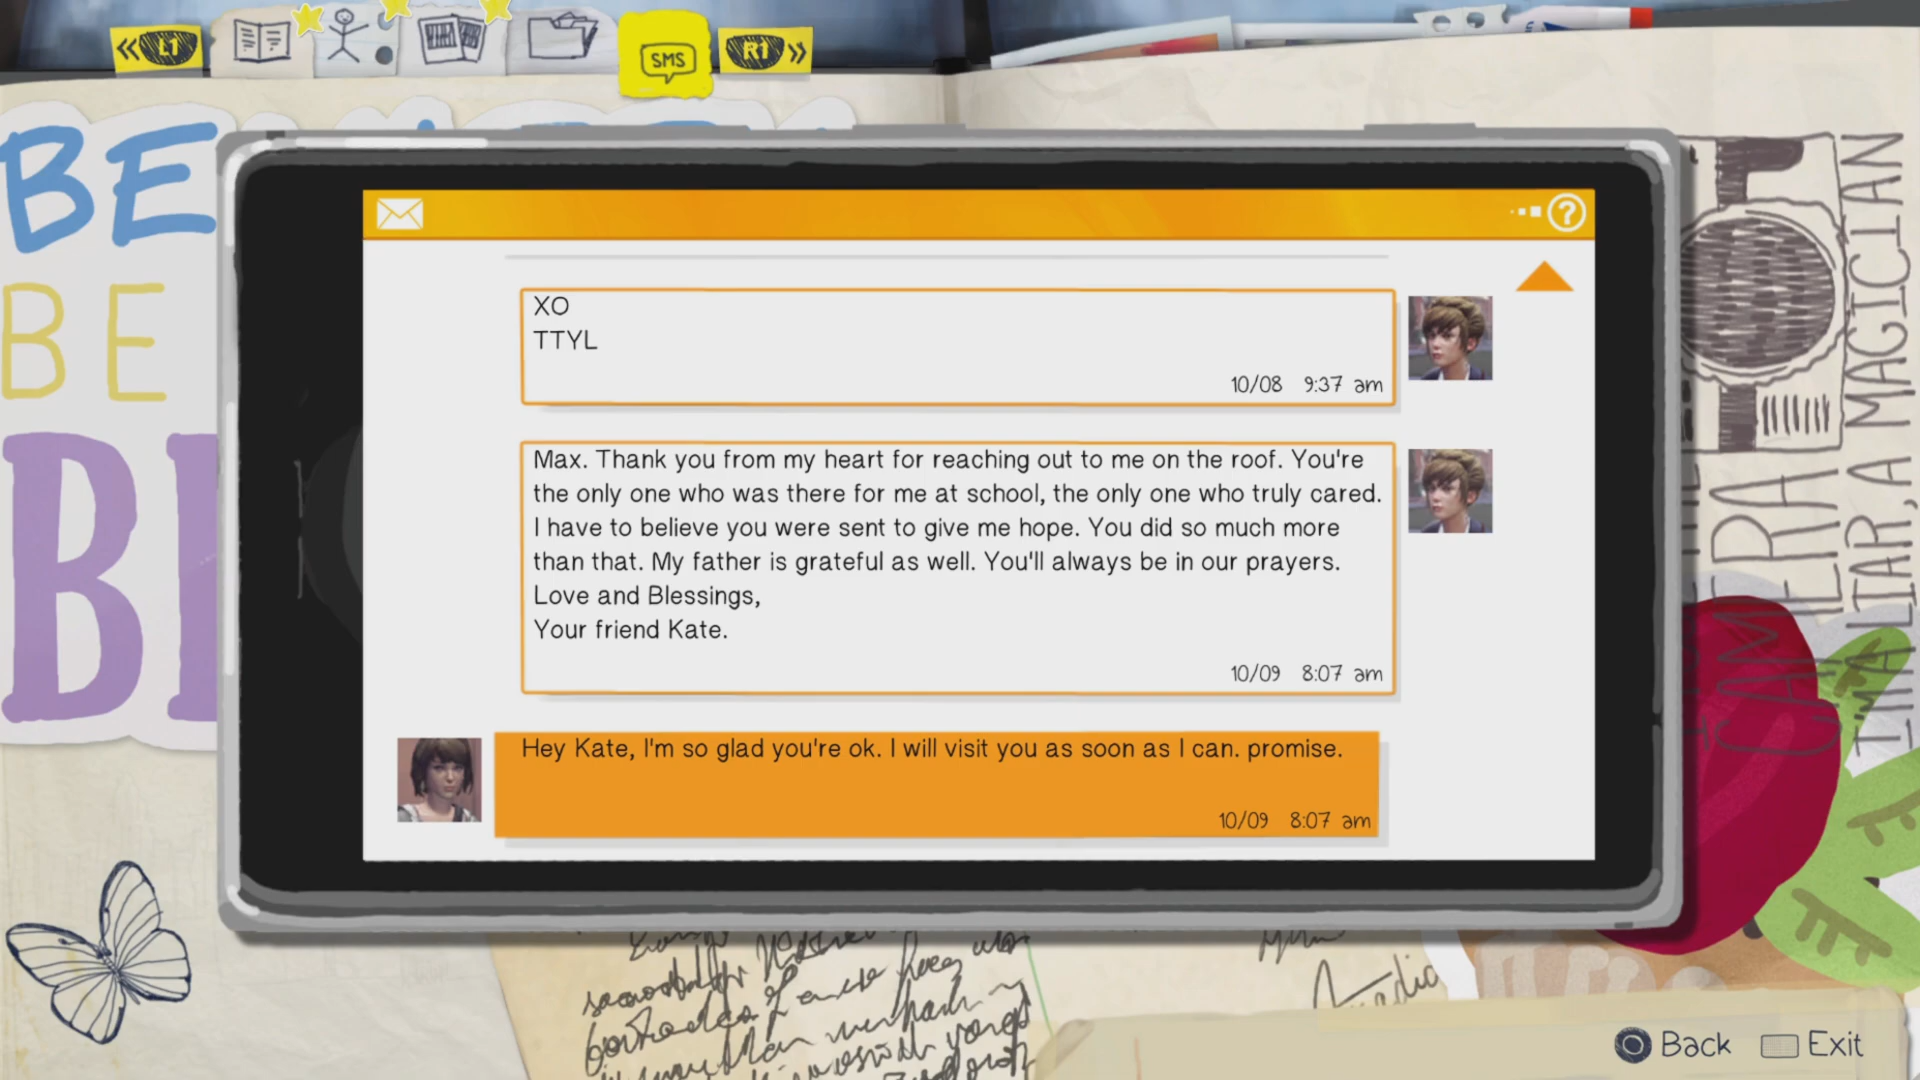 L1
SMS
R1
BE
BE
XO
TTYL
10/08 9:37 am
Max. Thank you from my heart for reaching out to me on the roof. You're
the only one who was there for me at school, the only one who truly cared.
I have to believe you were sent to give me hope. You did so much more
than that. My father is grateful as well. You'll always be in our prayers.
Love and Blessings,
Your friend Kate.
10/09 8:07 am
Hey Kate, I'm so glad you're ok. I will visit you as soon as I can. promise.
10/09 8:07 am
?
CAMERA
I'M A LIAR, A MAGICIAN
Back
Exit